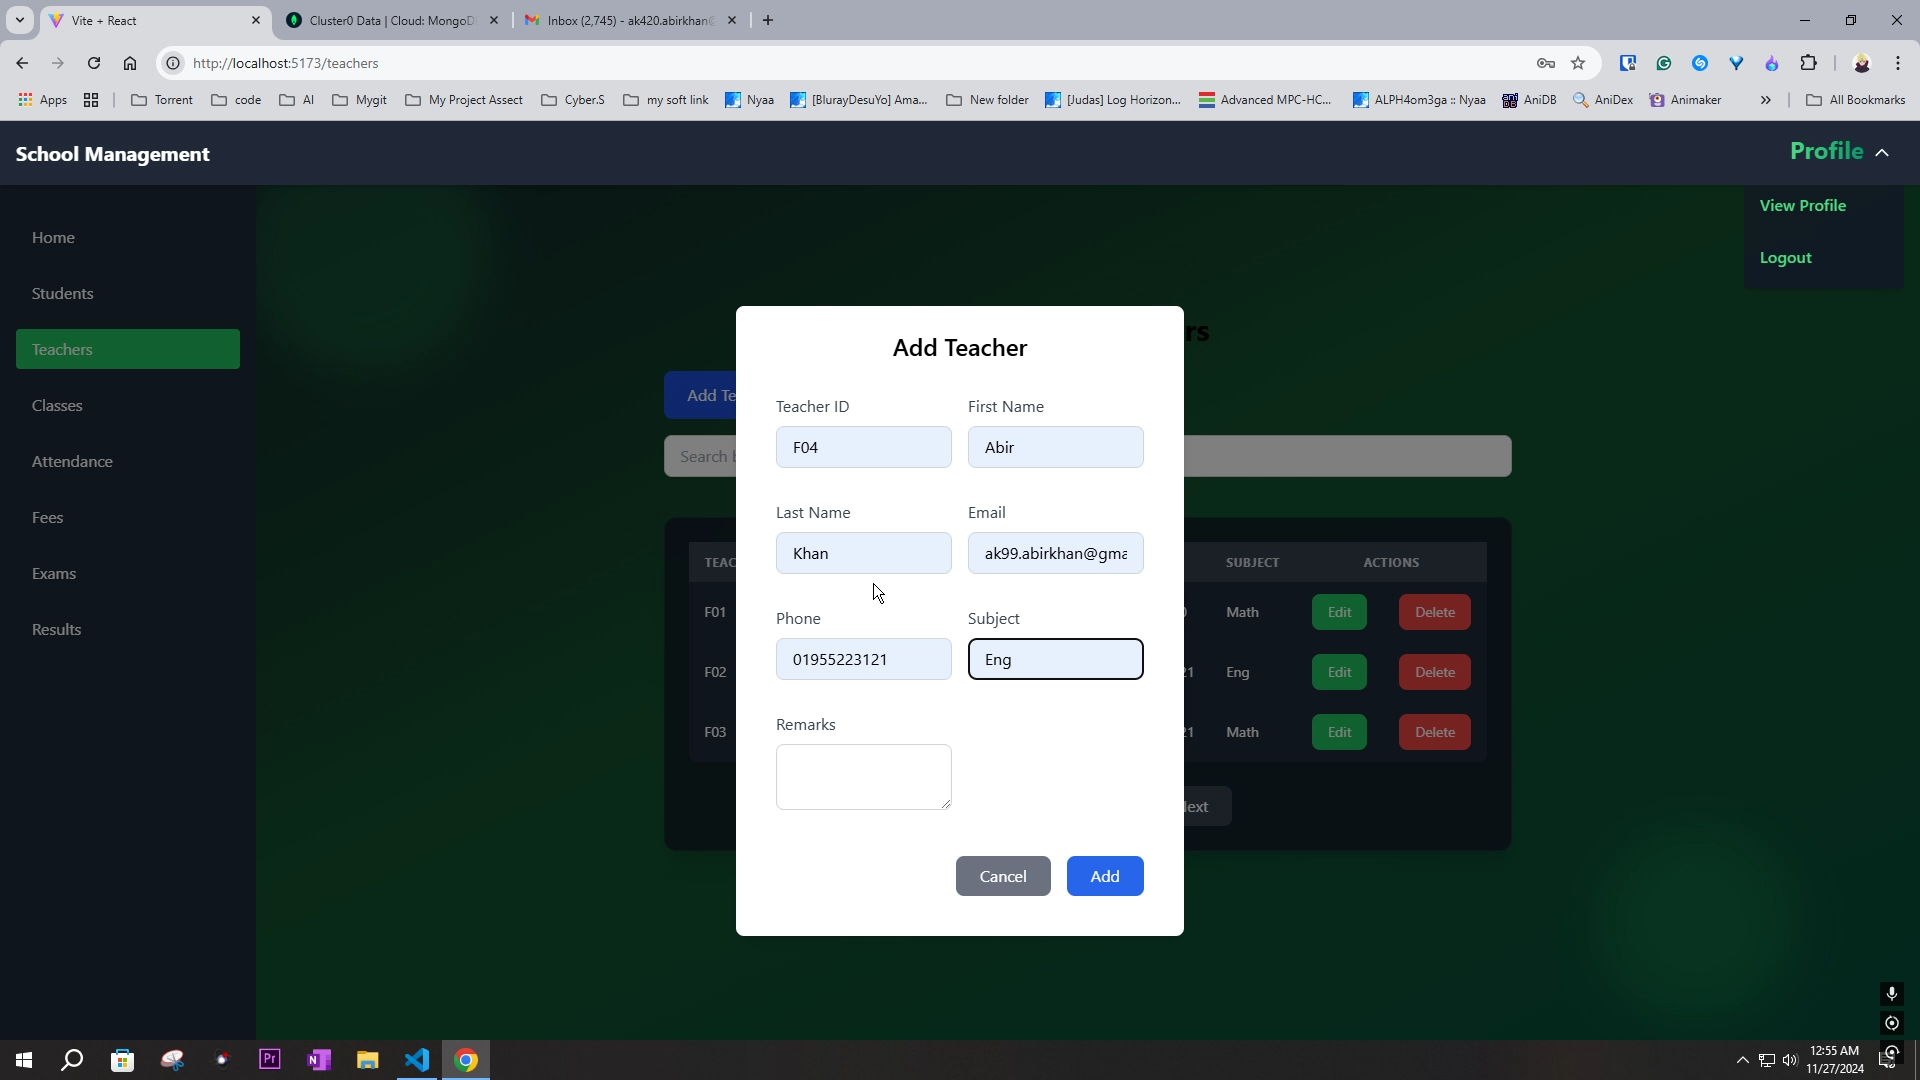 Vite + React
Cluster0 Data | Cloud: MongoD
Inbox (2,745) - ak420.abirkhan@
http://localhost:5173/teachers
Apps
Torrent
code
AI
Mygit
My Project Assect
Cyber.S
my soft link
Nyaa
[BlurayDesuYo] Ama...
New folder
[Judas] Log Horizon...
Advanced MPC-HC...
ALPH4om3ga :: Nyaa
AniDB
AniDex
Animaker
All Bookmarks
School Management
Profile
View Profile
Logout
Home
Students
Teachers
Classes
Attendance
Fees
Exams
Results
rs
Add Te
Search b
TEAC
SUBJECT
ACTIONS
F01
0
Math
Edit
Delete
F02
21
Eng
Edit
Delete
F03
21
Math
Edit
Delete
Next
Add Teacher
Teacher ID
First Name
F04
Abir
Last Name
Email
Khan
ak99.abirkhan@gma
Phone
Subject
01955223121
Eng
Remarks
Cancel
Add
Pr
N
12:55 AM
11/27/2024